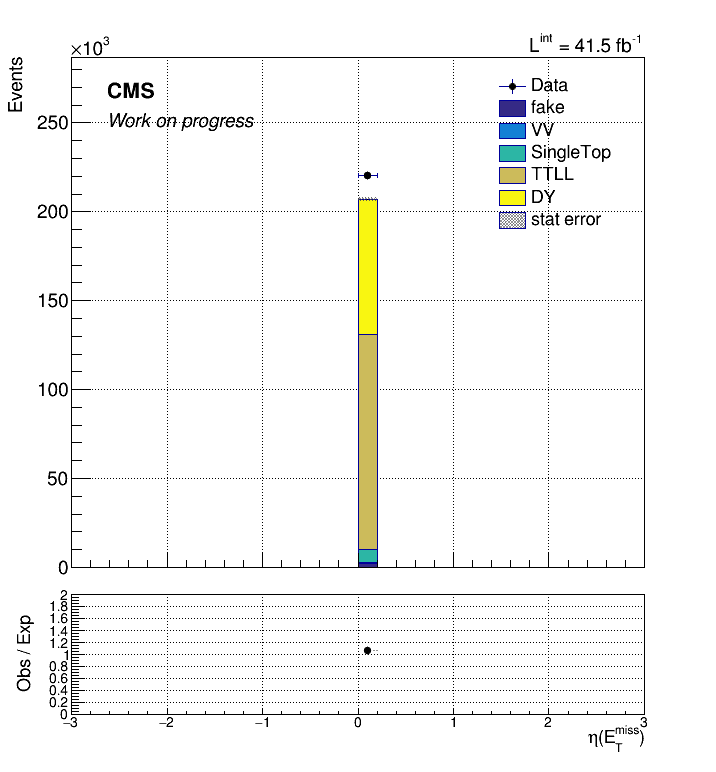 ×10³
L^int = 41.5 fb⁻¹
Events
CMS
Work on progress
Data
fake
VV
SingleTop
TTLL
DY
stat error
250
200
150
100
50
0
Obs / Exp
2
1.8
1.6
1.4
1.2
1
0.8
0.6
0.4
0.2
0
−3 −2 −1 0 1 2 3
η(E_T^miss)